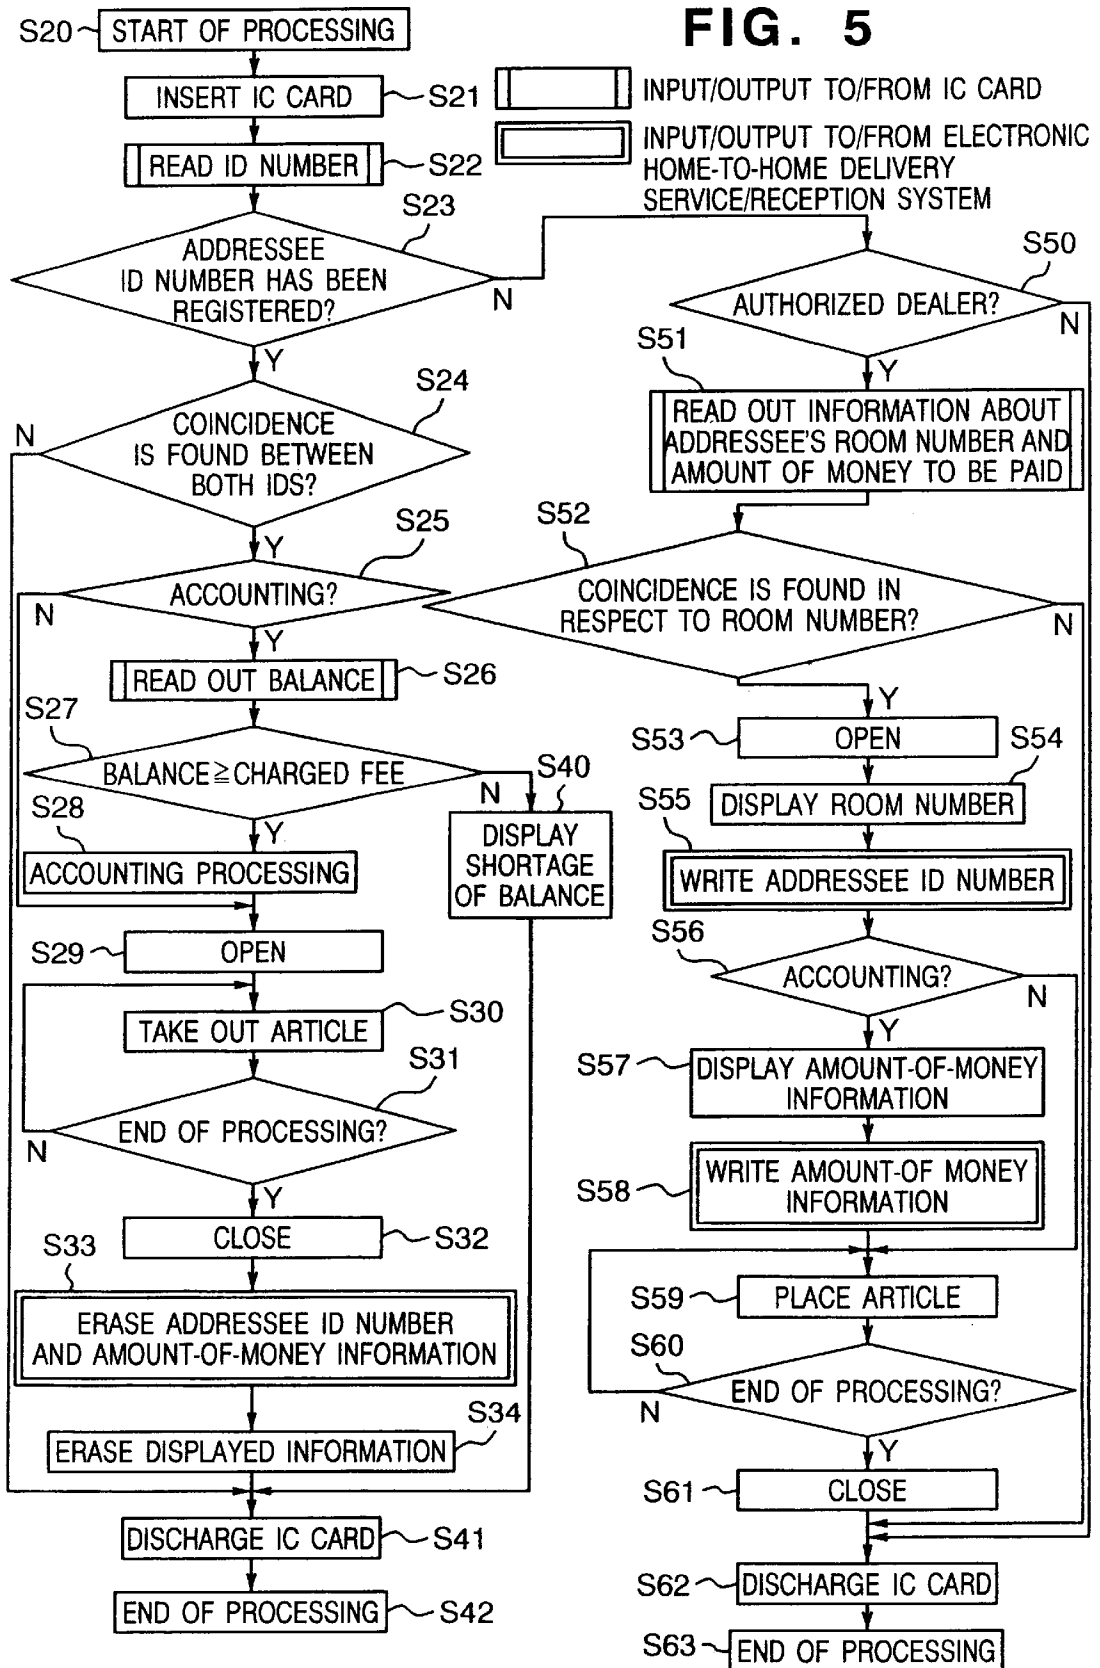 FIG. 5
INPUT/OUTPUT TO/FROM IC CARD
INPUT/OUTPUT TO/FROM ELECTRONIC
HOME-TO-HOME DELIVERY
SERVICE/RECEPTION SYSTEM
S20
START OF PROCESSING
INSERT IC CARD
S21
READ ID NUMBER
S22
S23
ADDRESSEE
ID NUMBER HAS BEEN
REGISTERED?
N
Y
S24
COINCIDENCE
IS FOUND BETWEEN
BOTH IDS?
N
Y
S25
ACCOUNTING?
N
Y
READ OUT BALANCE
S26
S27
BALANCE≧CHARGED FEE
N
Y
S28
ACCOUNTING PROCESSING
S40
DISPLAY
SHORTAGE
OF BALANCE
S29
OPEN
TAKE OUT ARTICLE
S30
S31
END OF PROCESSING?
N
Y
CLOSE
S32
S33
ERASE ADDRESSEE ID NUMBER
AND AMOUNT-OF-MONEY INFORMATION
S34
ERASE DISPLAYED INFORMATION
DISCHARGE IC CARD
S41
END OF PROCESSING
S42
S50
AUTHORIZED DEALER?
N
Y
S51
READ OUT INFORMATION ABOUT
ADDRESSEE'S ROOM NUMBER AND
AMOUNT OF MONEY TO BE PAID
S52
COINCIDENCE IS FOUND IN
RESPECT TO ROOM NUMBER?
N
Y
S53
OPEN
S54
DISPLAY ROOM NUMBER
S55
WRITE ADDRESSEE ID NUMBER
S56
ACCOUNTING?
N
Y
S57
DISPLAY AMOUNT-OF-MONEY
INFORMATION
S58
WRITE AMOUNT-OF MONEY
INFORMATION
S59
PLACE ARTICLE
S60
END OF PROCESSING?
N
Y
S61
CLOSE
S62
DISCHARGE IC CARD
S63
END OF PROCESSING